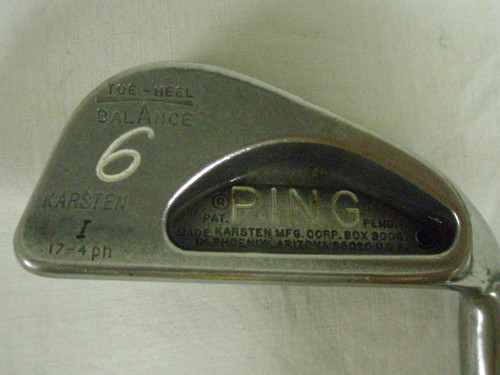 TOE-HEEL
BALANCE
6
KARSTEN
I
17-4 ph
® PING
PAT. PEND.
MADE KARSTEN MFG. CORP. BOX 9006
IN PHOENIX, ARIZONA 85020 U.S.A.